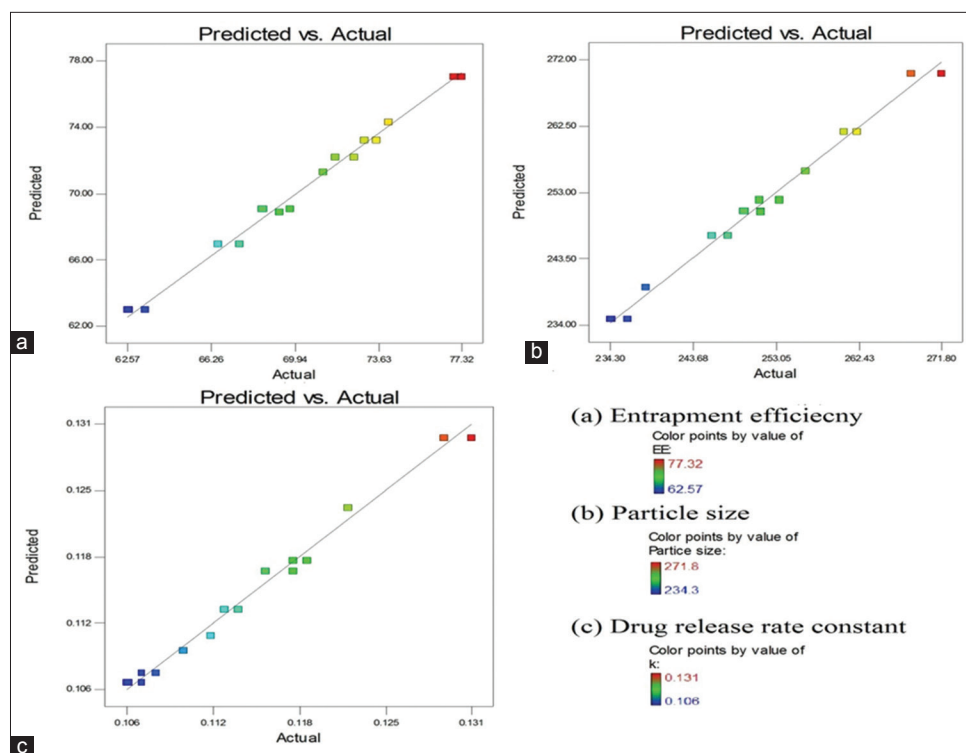 Predicted vs. Actual
78.00
74.00
70.00
66.00
62.00
Predicted
62.57 66.26 69.94 73.63 77.32
Actual
a
Predicted vs. Actual
272.00
262.50
253.00
243.50
234.00
Predicted
234.30 243.68 253.05 262.43 271.80
Actual
b
Predicted vs. Actual
0.131
0.125
0.118
0.112
0.106
Predicted
0.106 0.112 0.118 0.125 0.131
Actual
c
(a) Entrapment efficiecny
Color points by value of
EE:
77.32
62.57
(b) Particle size
Color points by value of
Partice size:
271.8
234.3
(c) Drug release rate constant
Color points by value of
k:
0.131
0.106